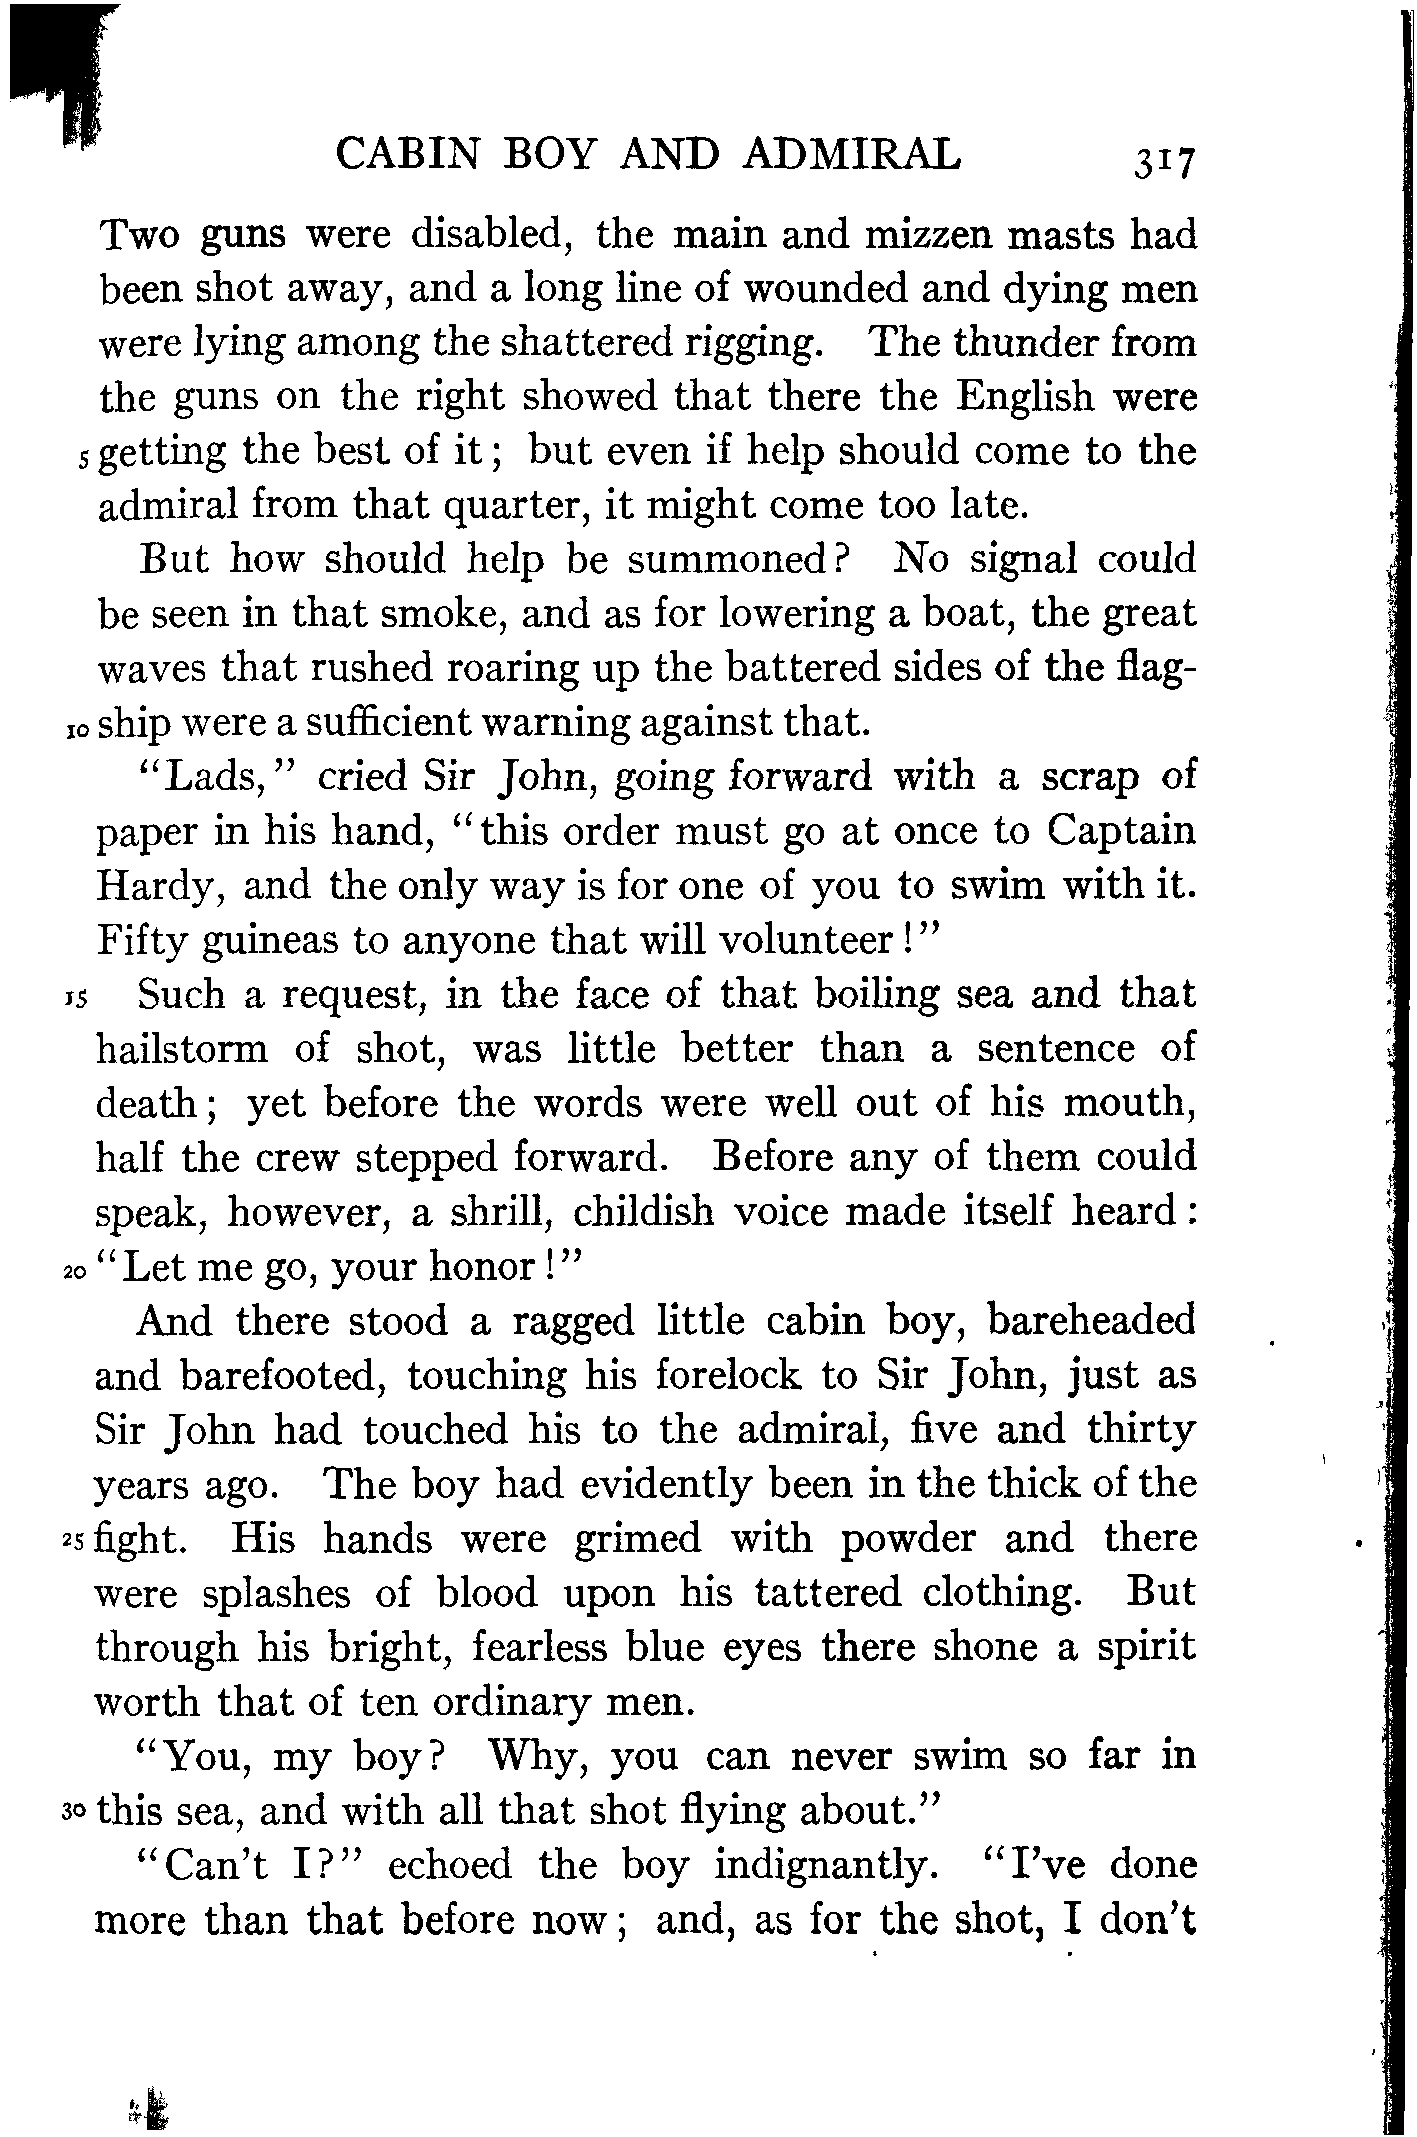 CABIN BOY AND ADMIRAL 317
Two guns were disabled, the main and mizzen masts had
been shot away, and a long line of wounded and dying men
were lying among the shattered rigging. The thunder from
the guns on the right showed that there the English were
5 getting the best of it; but even if help should come to the
admiral from that quarter, it might come too late.
But how should help be summoned? No signal could
be seen in that smoke, and as for lowering a boat, the great
waves that rushed roaring up the battered sides of the flag-
10 ship were a sufficient warning against that.
"Lads," cried Sir John, going forward with a scrap of
paper in his hand, "this order must go at once to Captain
Hardy, and the only way is for one of you to swim with it.
Fifty guineas to anyone that will volunteer!"
15 Such a request, in the face of that boiling sea and that
hailstorm of shot, was little better than a sentence of
death; yet before the words were well out of his mouth,
half the crew stepped forward. Before any of them could
speak, however, a shrill, childish voice made itself heard:
20 "Let me go, your honor!"
And there stood a ragged little cabin boy, bareheaded
and barefooted, touching his forelock to Sir John, just as
Sir John had touched his to the admiral, five and thirty
years ago. The boy had evidently been in the thick of the
25 fight. His hands were grimed with powder and there
were splashes of blood upon his tattered clothing. But
through his bright, fearless blue eyes there shone a spirit
worth that of ten ordinary men.
"You, my boy? Why, you can never swim so far in
30 this sea, and with all that shot flying about."
"Can't I?" echoed the boy indignantly. "I've done
more than that before now; and, as for the shot, I don't